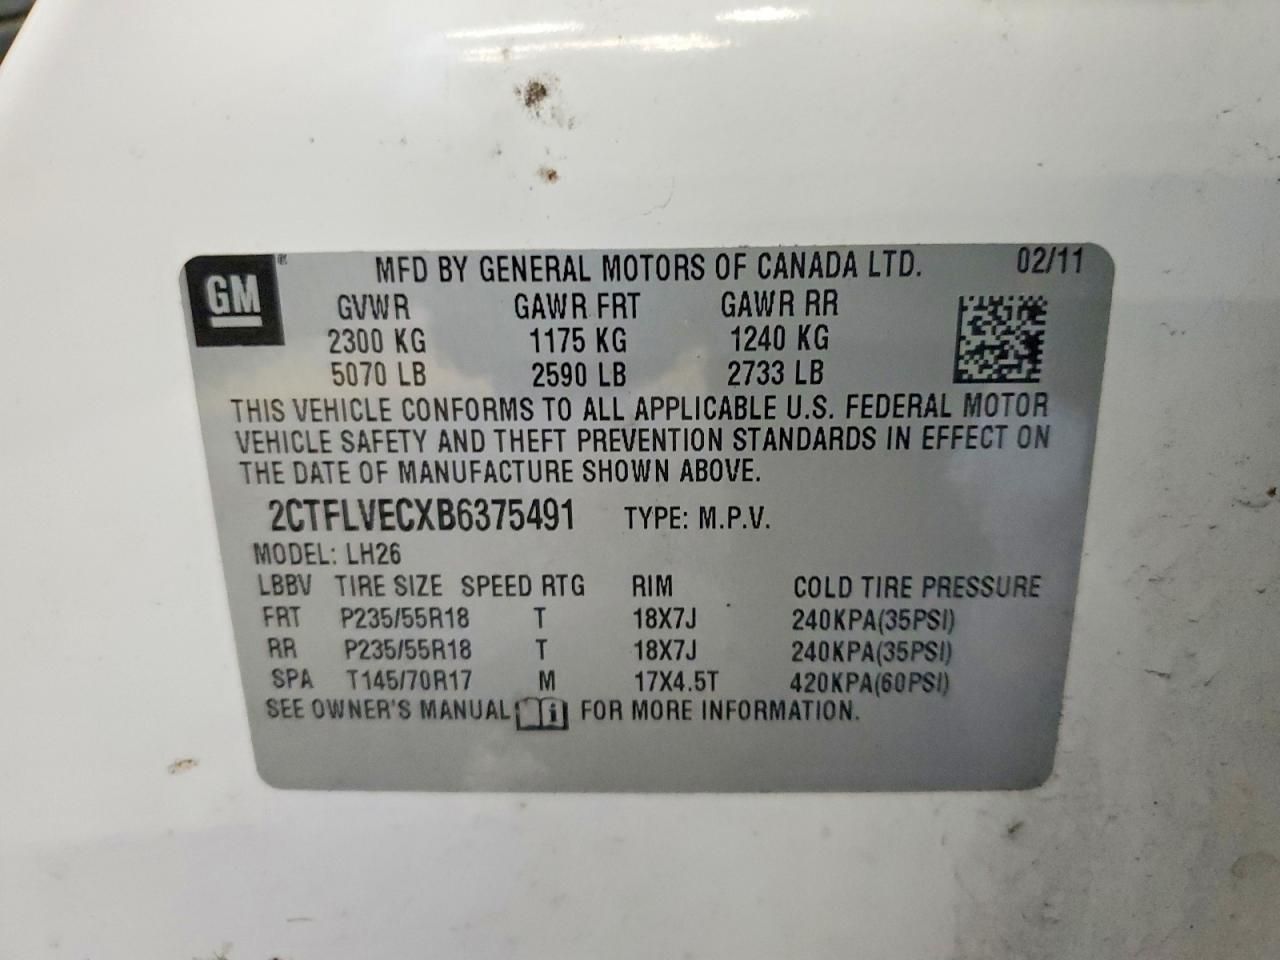 GM ® MFD BY GENERAL MOTORS OF CANADA LTD. 02/11
GVWR GAWR FRT GAWR RR
2300 KG 1175 KG 1240 KG
5070 LB 2590 LB 2733 LB
THIS VEHICLE CONFORMS TO ALL APPLICABLE U.S. FEDERAL MOTOR
VEHICLE SAFETY AND THEFT PREVENTION STANDARDS IN EFFECT ON
THE DATE OF MANUFACTURE SHOWN ABOVE.
2CTFLVECXB6375491 TYPE: M.P.V.
MODEL: LH26
LBBV TIRE SIZE SPEED RTG RIM COLD TIRE PRESSURE
FRT P235/55R18 T 18X7J 240KPA(35PSI)
RR P235/55R18 T 18X7J 240KPA(35PSI)
SPA T145/70R17 M 17X4.5T 420KPA(60PSI)
SEE OWNER'S MANUAL i FOR MORE INFORMATION.